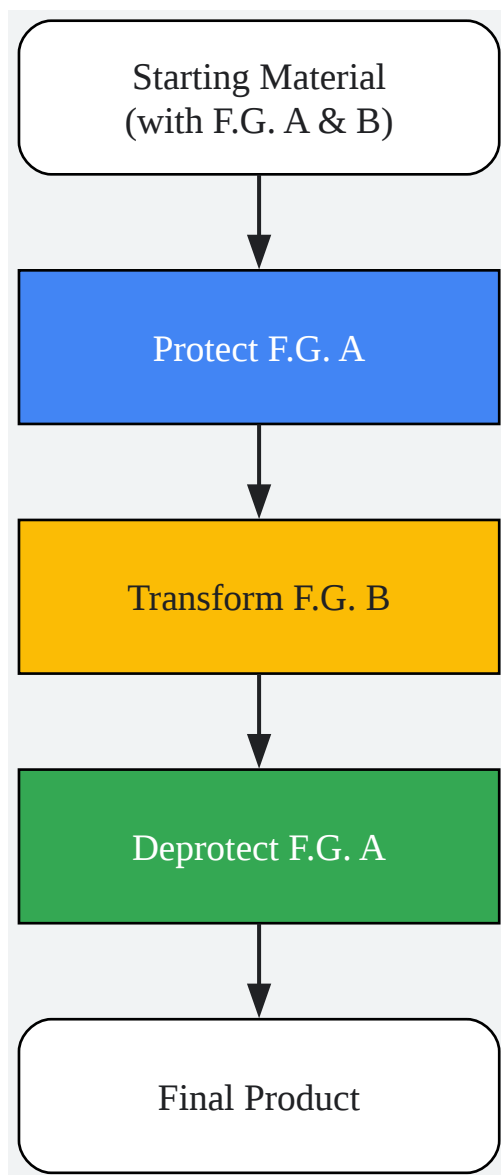 Starting Material
(with F.G. A & B)
Protect F.G. A
Transform F.G. B
Deprotect F.G. A
Final Product